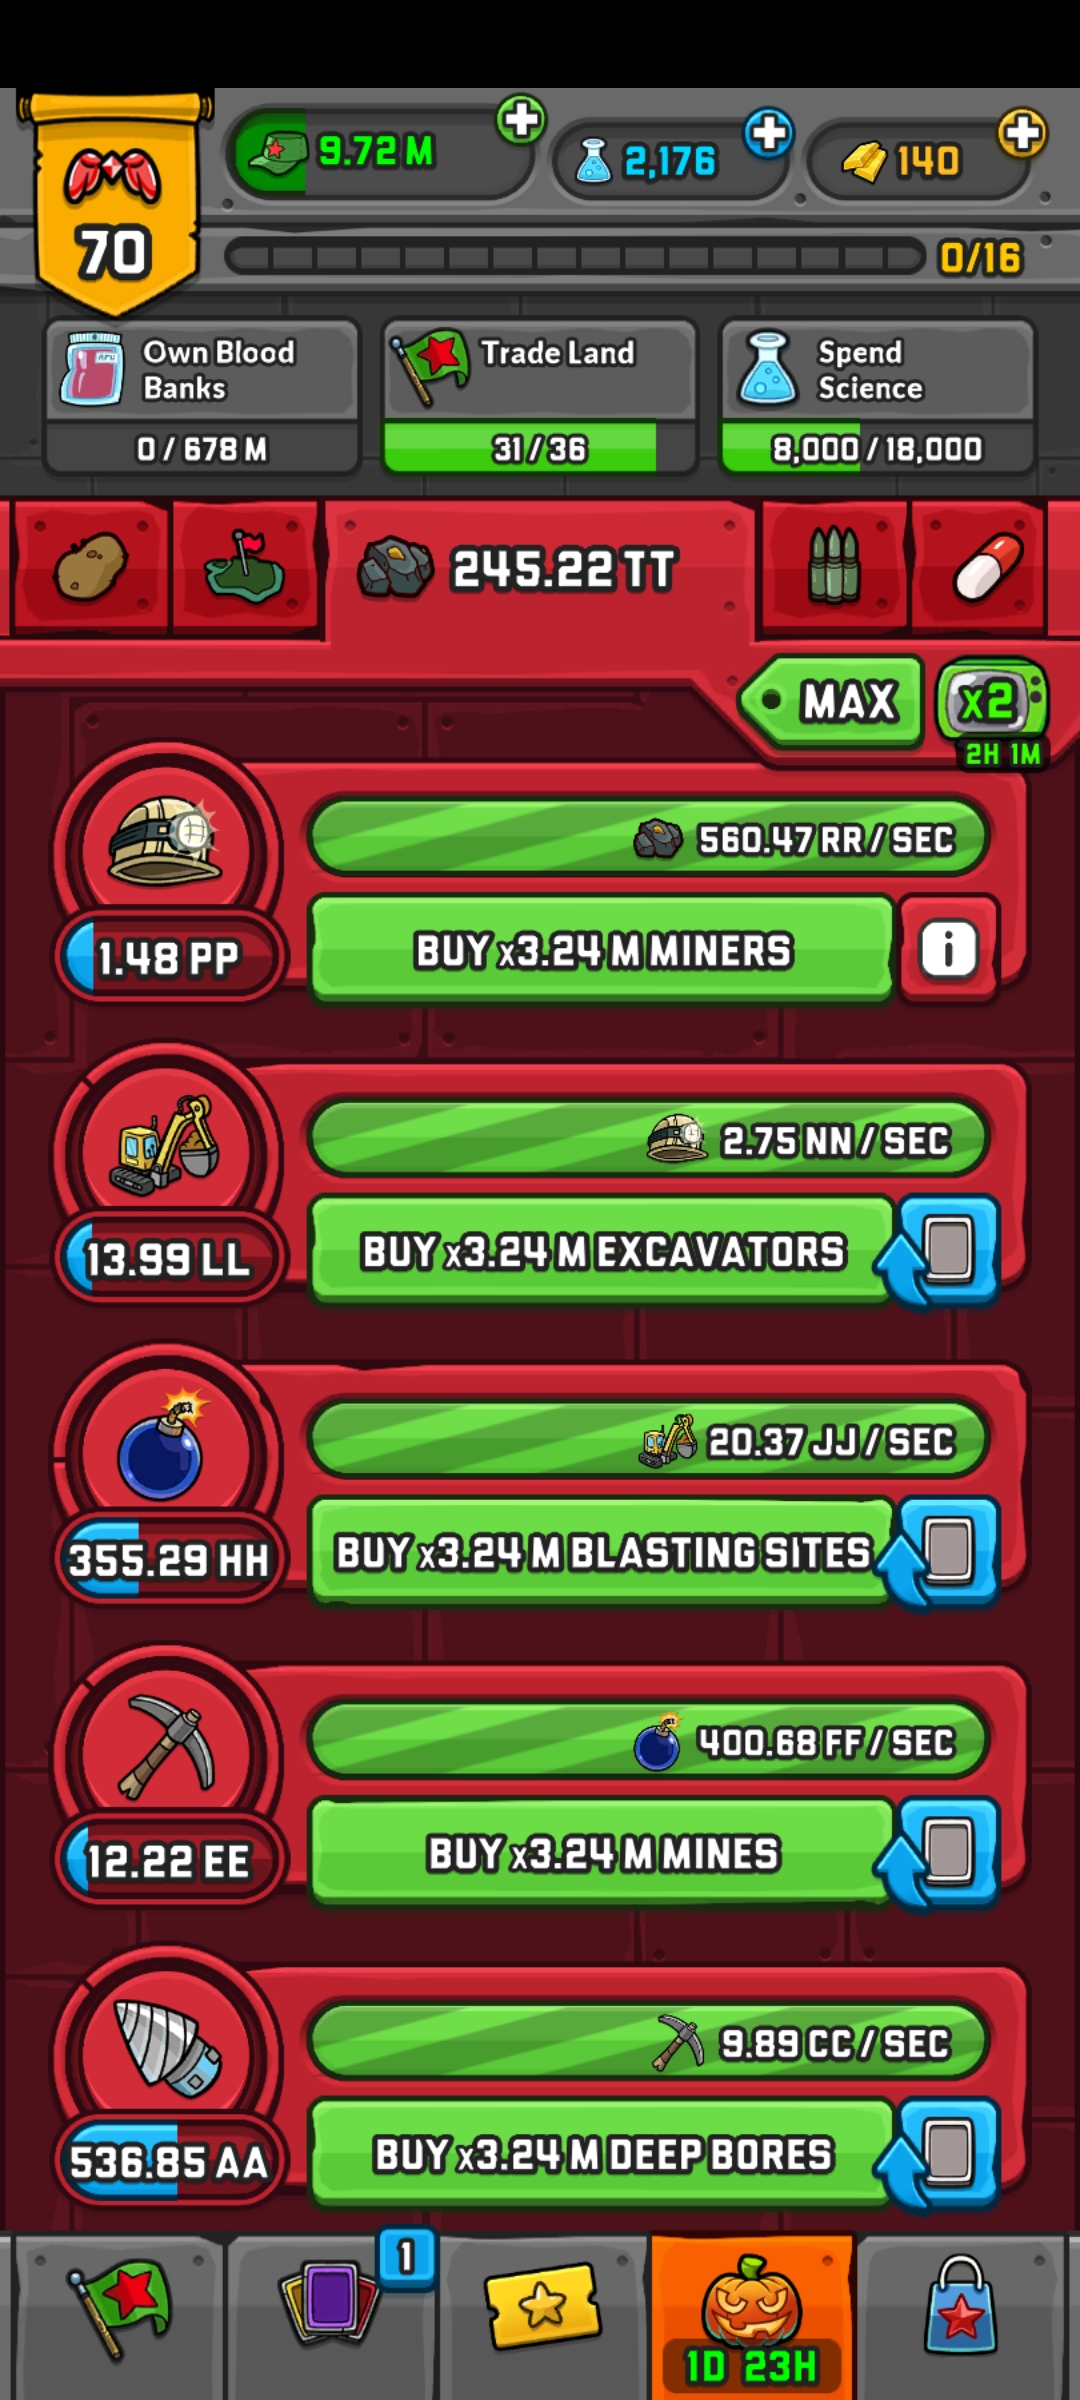 70
9.72 M
2,176
140
0/16
Own Blood
Banks
0 / 678 M
Trade Land
31 / 36
Spend
Science
8,000 / 18,000
245.22 TT
MAX
x2
2H 1M
560.47 RR / SEC
1.48 PP
BUY x3.24 M MINERS
i
2.75 NN / SEC
13.99 LL
BUY x3.24 M EXCAVATORS
20.37 JJ / SEC
355.29 HH
BUY x3.24 M BLASTING SITES
400.68 FF / SEC
12.22 EE
BUY x3.24 M MINES
9.89 CC / SEC
536.85 AA
BUY x3.24 M DEEP BORES
1
1D 23H